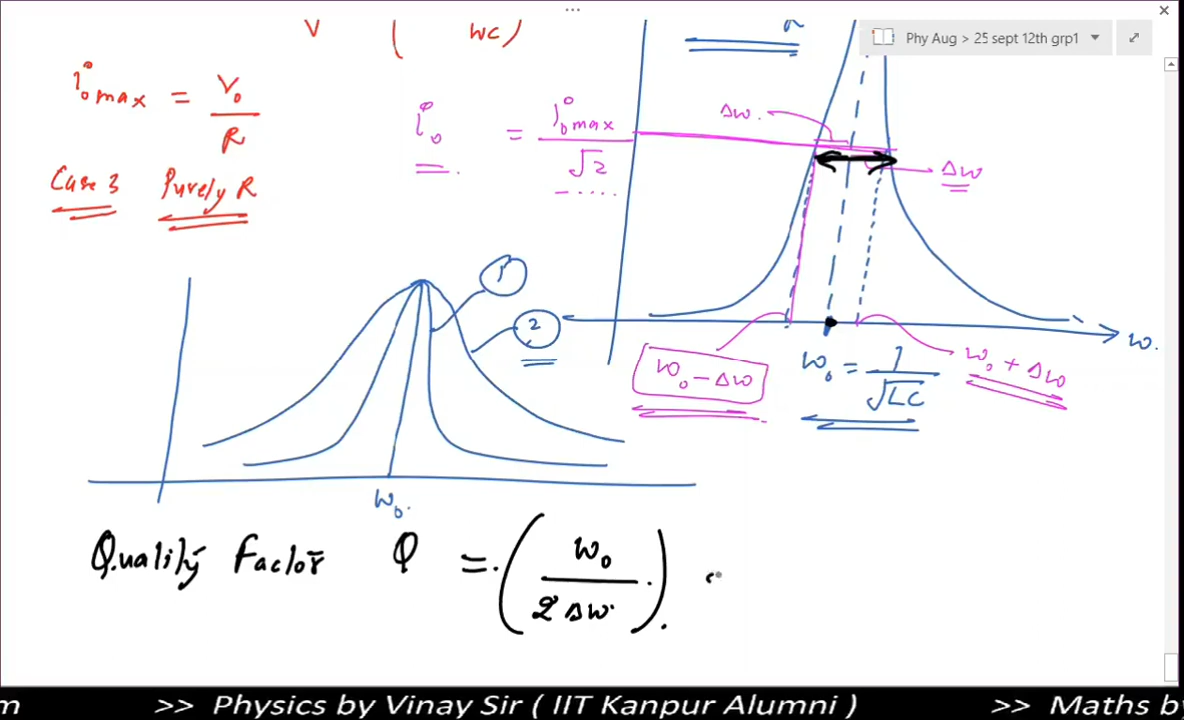 Phy Aug > 25 sept 12th grp1
V ( wc)
i₀max = V₀/R
Case 3 Purely R
i₀ = i₀max/√2
Δw.
Δw
1
2
w.
w₀ - Δw
w₀ = 1/√LC
w₀ + Δw
w₀.
Quality Factor Q = (w₀/2Δw)
m >> Physics by Vinay Sir ( IIT Kanpur Alumni ) >> Maths by